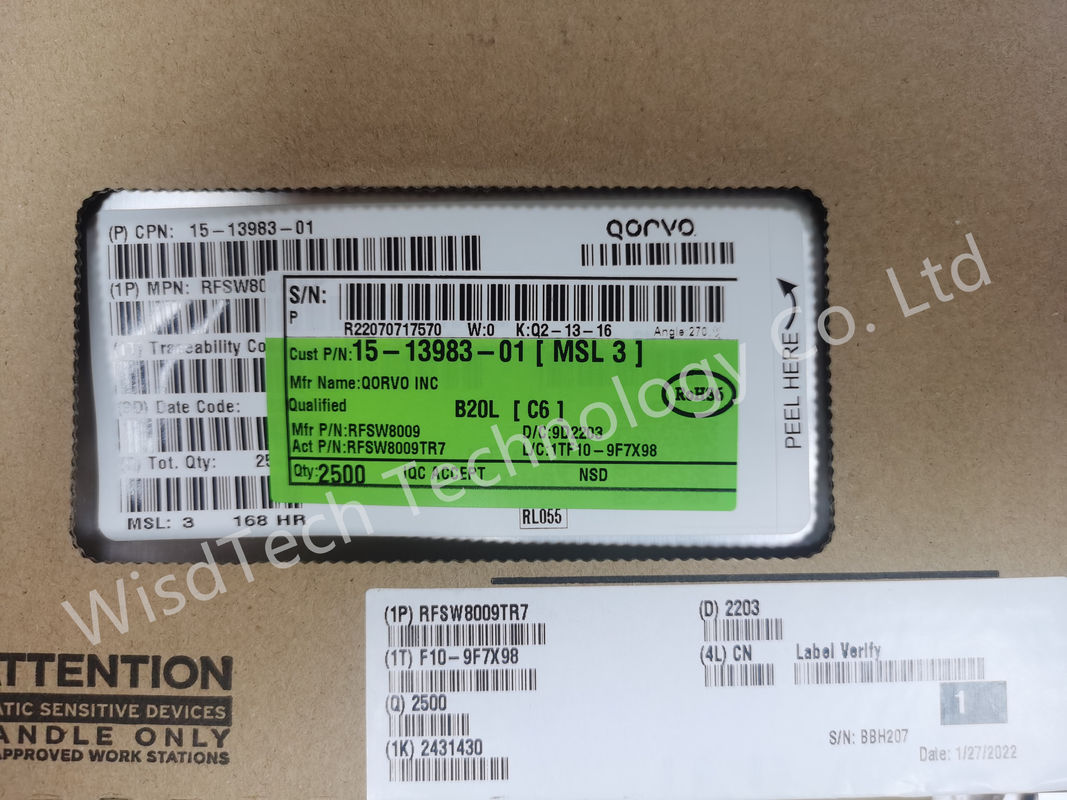 (P) CPN: 15-13983-01
QORVO
(1P) MPN: RFSW80
S/N:
P
R22070717570 W:0 K:Q2-13-16 Angle 270
Traceability Co
Cust P/N:15-13983-01 [ MSL 3 ]
Mfr Name:QORVO INC
RoHS6
Date Code:
Qualified B20L [ C6 ]
Mfr P/N:RFSW8009 D/C:9D2203
Act P/N:RFSW8009TR7 L/C:1TF10-9F7X98
Tot. Qty: 25
Qty:2500 IQC ACCEPT NSD
MSL: 3 168 HR
RL055
PEEL HERE
WisdTech Technology Co. Ltd
(1P) RFSW8009TR7
(D) 2203
(1T) F10-9F7X98
(4L) CN
Label Verify
(Q) 2500
1
(1K) 2431430
S/N: BBH207
Date: 1/27/2022
ATTENTION
ATIC SENSITIVE DEVICES
ANDLE ONLY
APPROVED WORK STATIONS